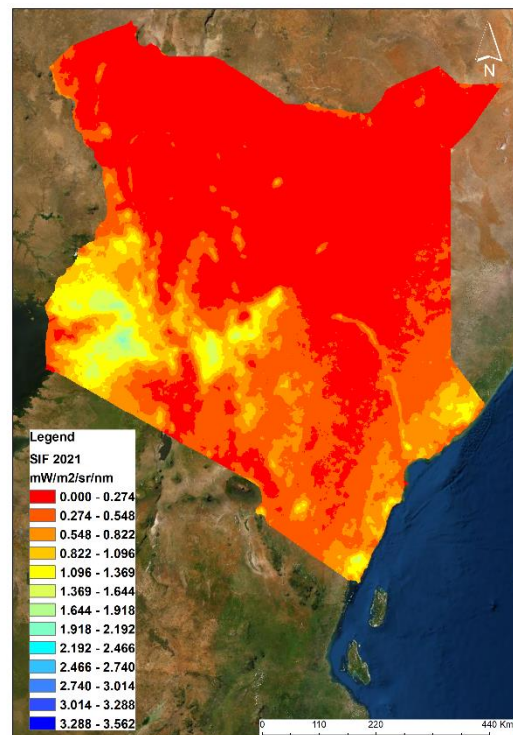 N
Legend
SIF 2021
mW/m2/sr/nm
0.000 - 0.274
0.274 - 0.548
0.548 - 0.822
0.822 - 1.096
1.096 - 1.369
1.369 - 1.644
1.644 - 1.918
1.918 - 2.192
2.192 - 2.466
2.466 - 2.740
2.740 - 3.014
3.014 - 3.288
3.288 - 3.562
0 110 220 440 Km